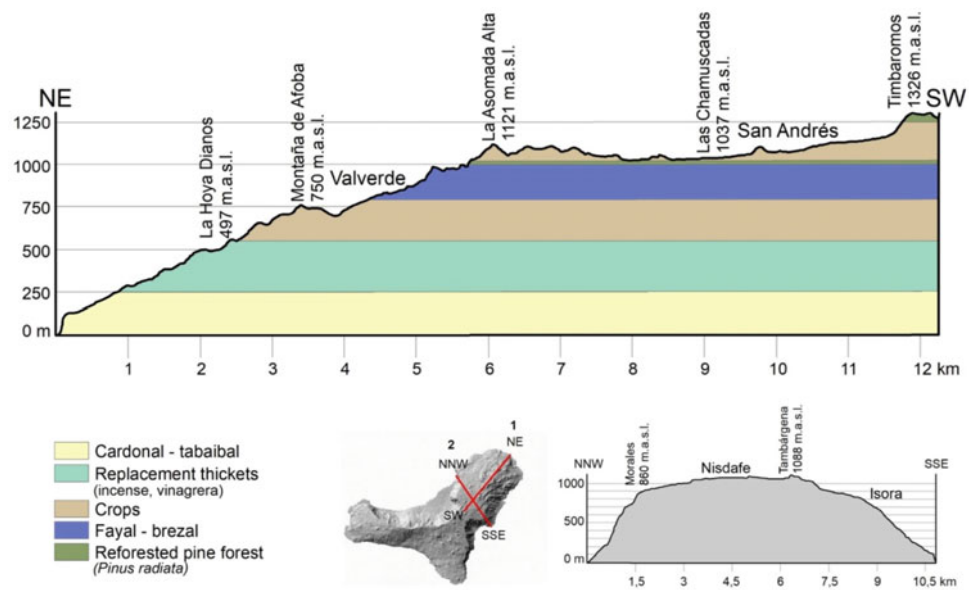 NE
SW
La Hoya Dianos
497 m.a.s.l.
Montaña de Afoba
750 m.a.s.l.
Valverde
La Asomada Alta
1121 m.a.s.l.
Las Chamuscadas
1037 m.a.s.l.
San Andrés
Timbaromos
1326 m.a.s.l.
1250
1000
750
500
250
0 m
1 2 3 4 5 6 7 8 9 10 11 12 km
Cardonal - tabaibal
Replacement thickets
(incense, vinagrera)
Crops
Fayal - brezal
Reforested pine forest
(Pinus radiata)
1
2
NE
NNW
SW
SSE
NNW
SSE
Morales
860 m.a.s.l.
Nisdafe
Tambárgena
1088 m.a.s.l.
Isora
1000
500
0 m
1,5 3 4,5 6 7,5 9 10,5 km